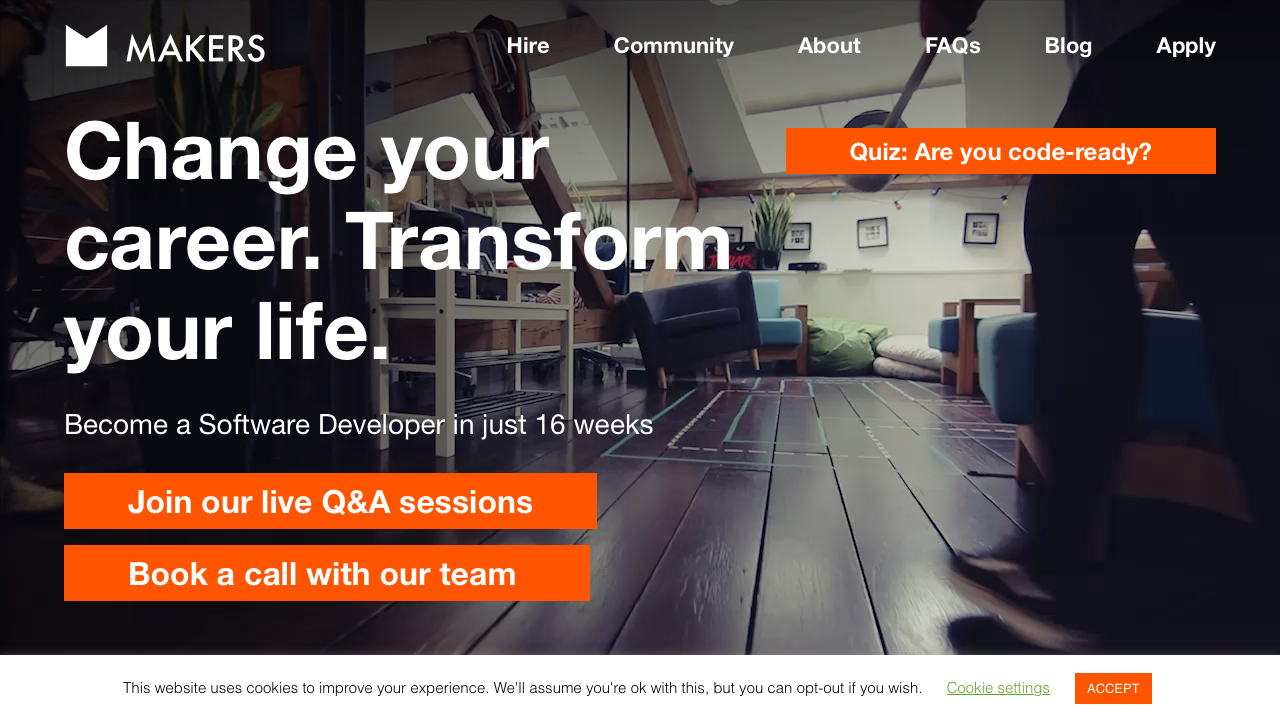 MAKERS
Hire
Community
About
FAQs
Blog
Apply
Change your
career. Transform
your life.
Quiz: Are you code-ready?
Become a Software Developer in just 16 weeks
Join our live Q&A sessions
Book a call with our team
This website uses cookies to improve your experience. We'll assume you're ok with this, but you can opt-out if you wish. Cookie settings ACCEPT